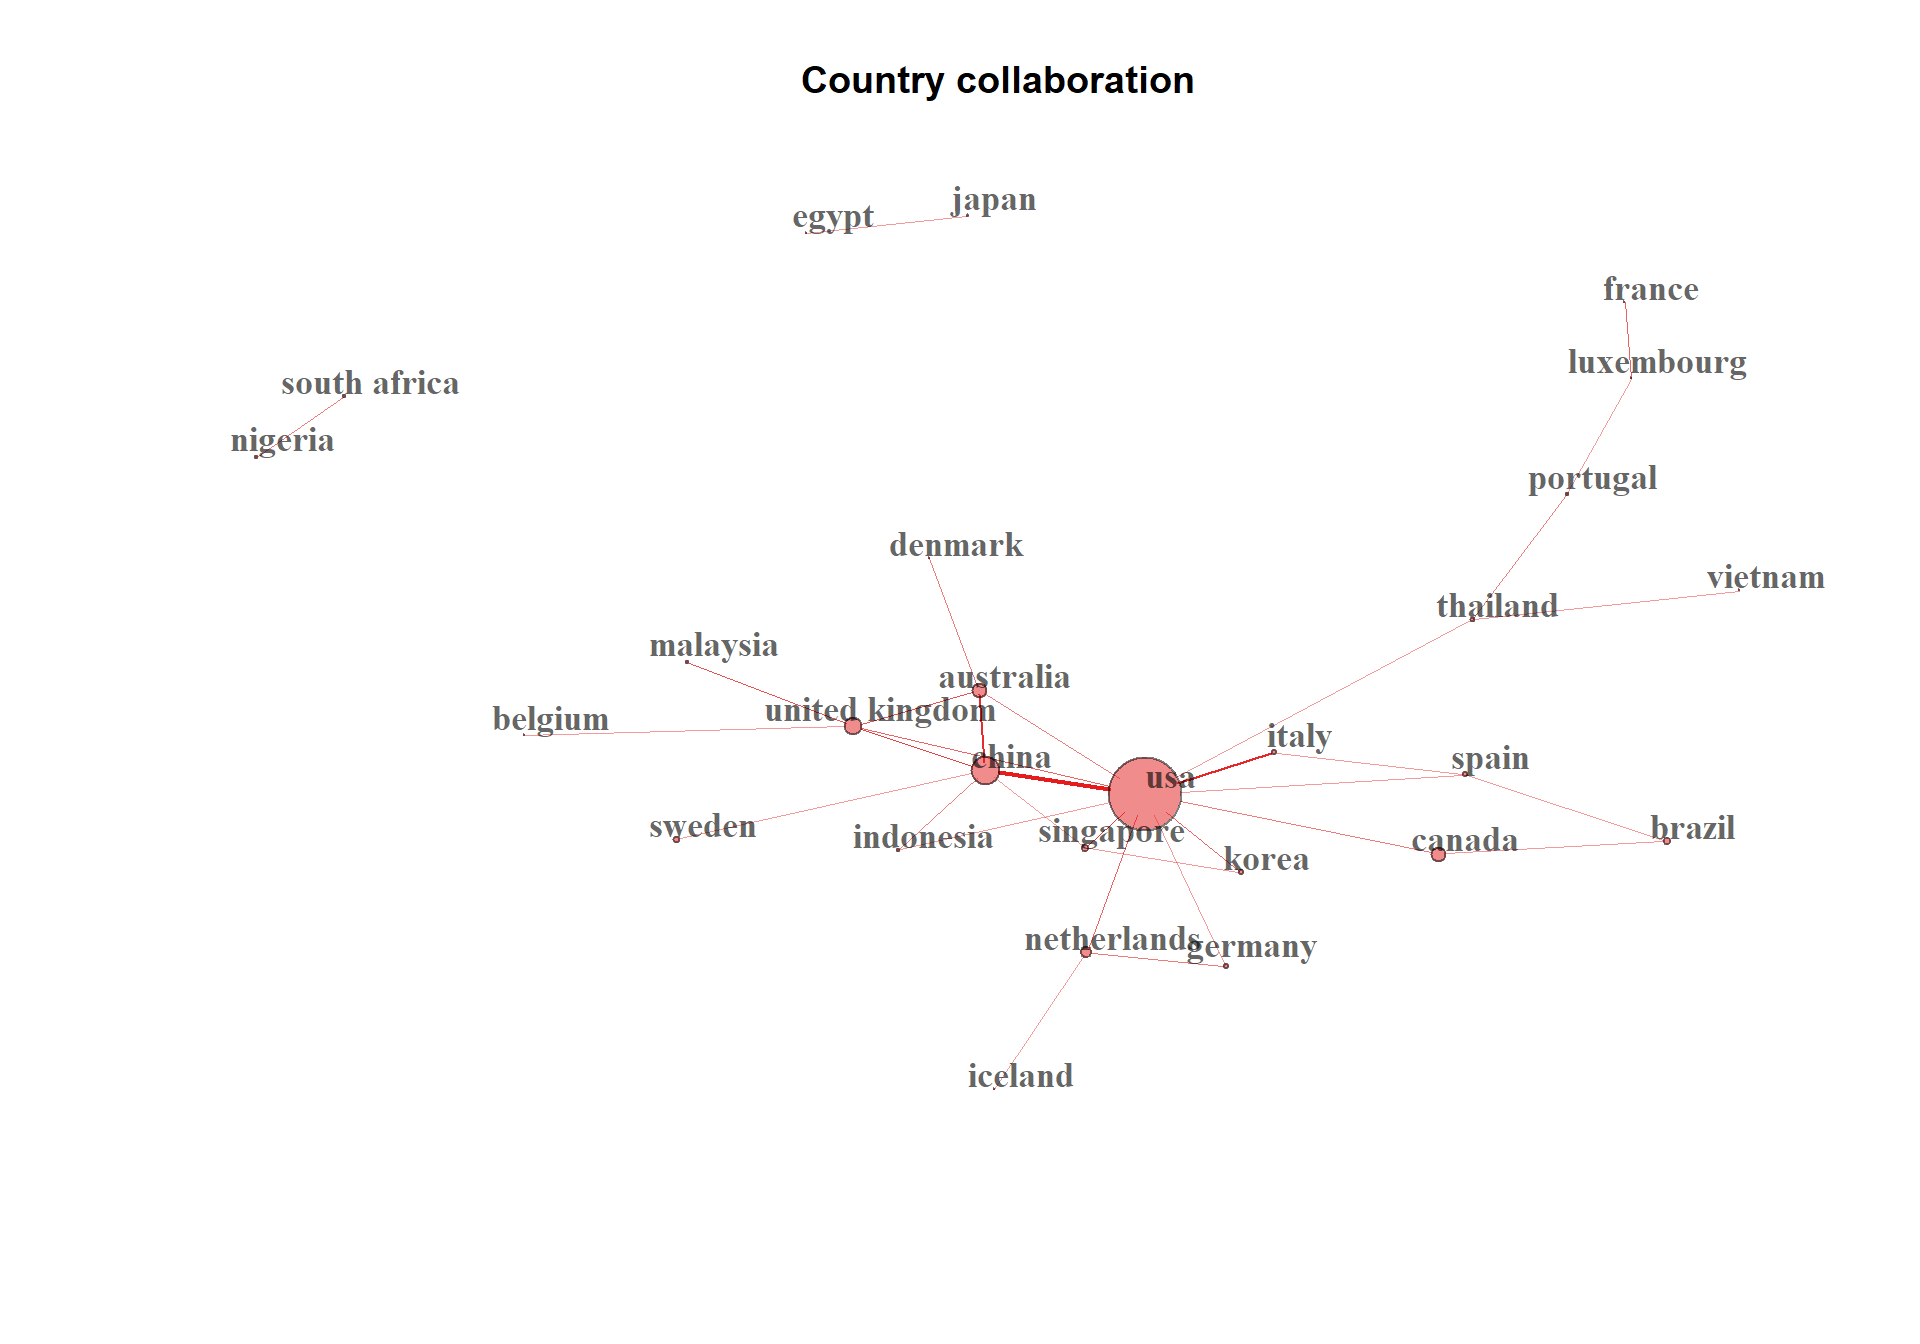 Country collaboration
japan
egypt
france
luxembourg
south africa
nigeria
portugal
denmark
vietnam
thailand
malaysia
australia
united kingdom
belgium
italy
china
spain
usa
sweden
indonesia
singapore
brazil
canada
korea
netherlands
germany
iceland